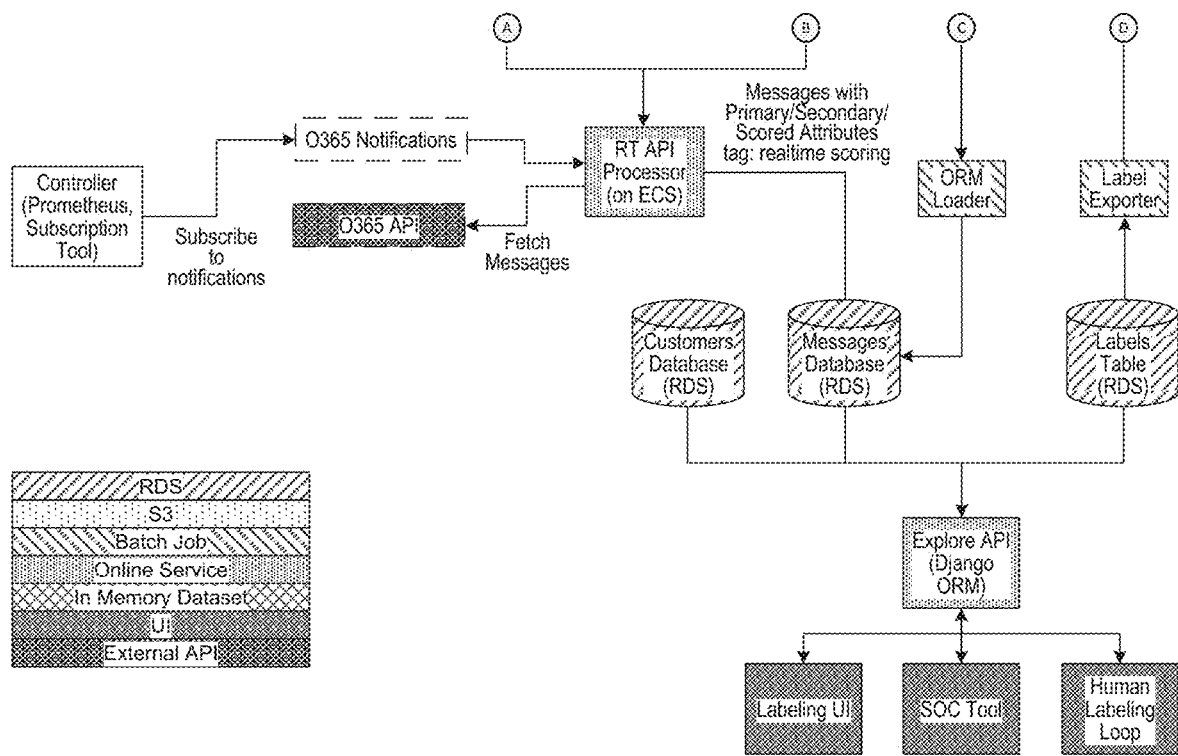 A
B
C
D
Messages with
Primary/Secondary/
Scored Attributes
tag: realtime scoring
O365 Notifications
RT API
Processor
(on ECS)
Controller
(Prometheus,
Subscription
Tool)
ORM
Loader
Label
Exporter
O365 API
Subscribe
to
notifications
Fetch
Messages
Customers
Database
(RDS)
Messages
Database
(RDS)
Labels
Table
(RDS)
RDS
S3
Batch Job
Online Service
In Memory Dataset
UI
External API
Explore API
(Django
ORM)
Labeling UI
SOC Tool
Human
Labeling
Loop